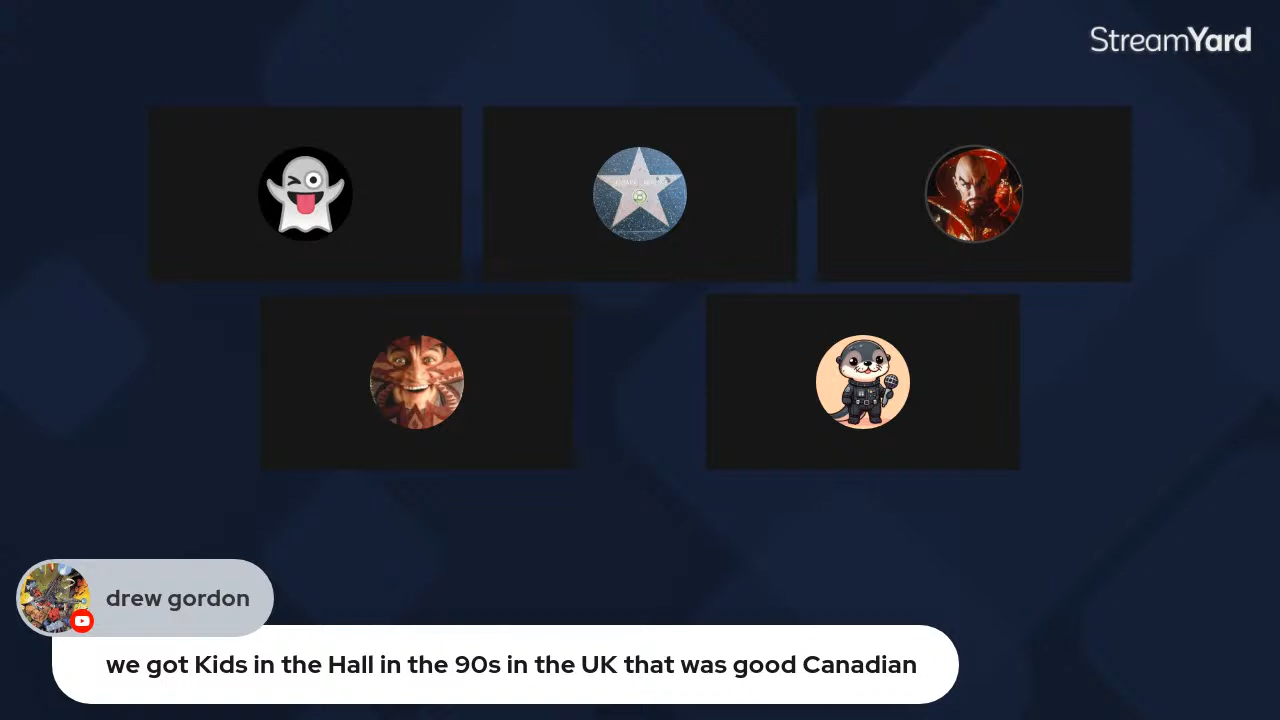 StreamYard
drew gordon
we got Kids in the Hall in the 90s in the UK that was good Canadian